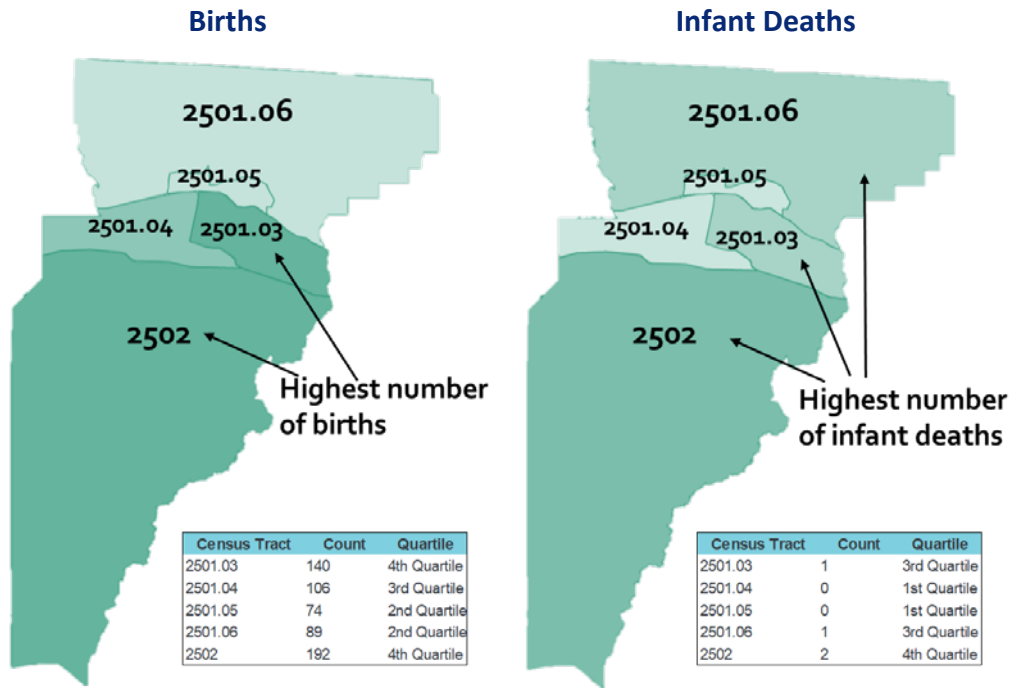 Births
2501.06
2501.05
2501.04
2501.03
2502
Highest number
of births
Census Tract Count Quartile
2501.03 140 4th Quartile
2501.04 106 3rd Quartile
2501.05 74 2nd Quartile
2501.06 89 2nd Quartile
2502 192 4th Quartile
Infant Deaths
2501.06
2501.05
2501.04
2501.03
2502
Highest number
of infant deaths
Census Tract Count Quartile
2501.03 1 3rd Quartile
2501.04 0 1st Quartile
2501.05 0 1st Quartile
2501.06 1 3rd Quartile
2502 2 4th Quartile